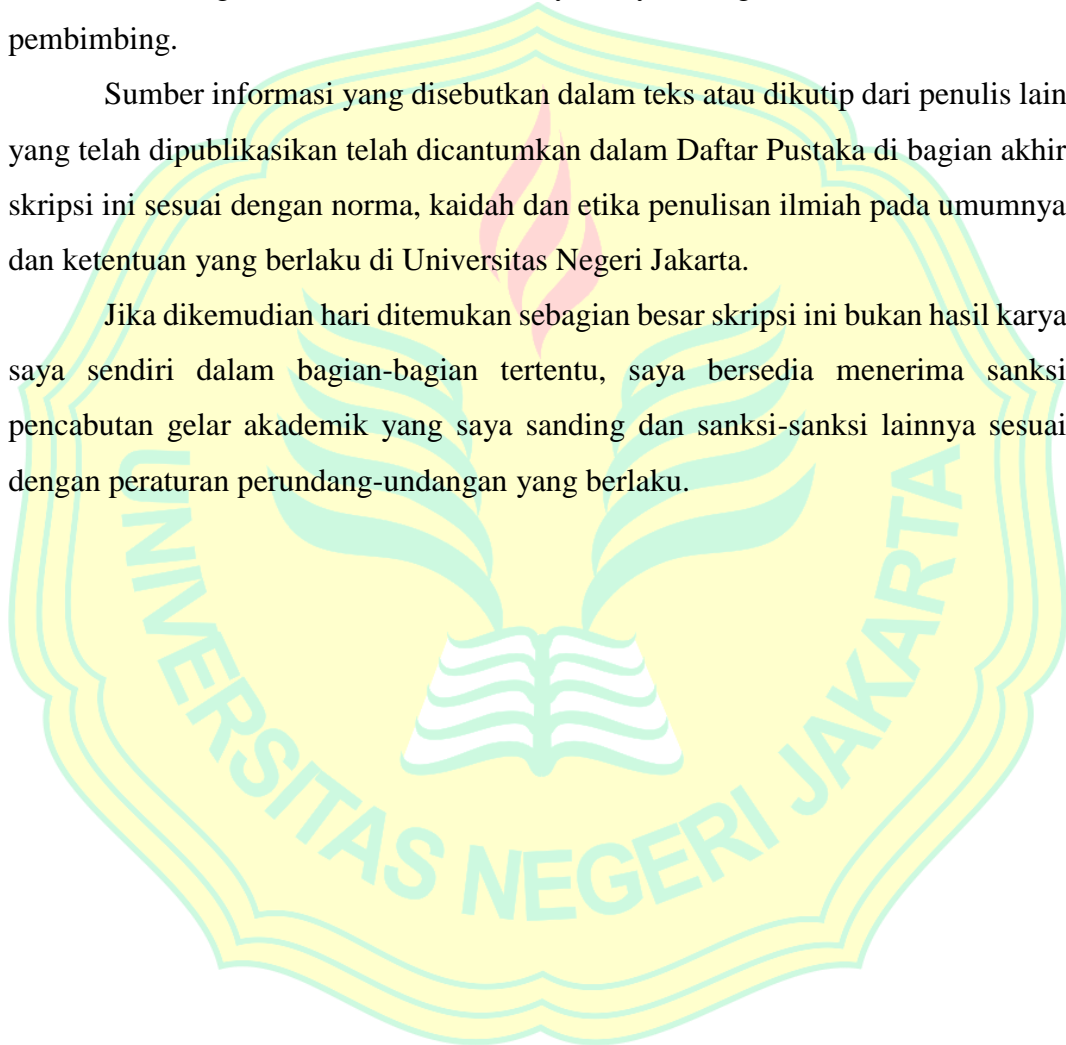 pembimbing.
Sumber informasi yang disebutkan dalam teks atau dikutip dari penulis lain
yang telah dipublikasikan telah dicantumkan dalam Daftar Pustaka di bagian akhir
skripsi ini sesuai dengan norma, kaidah dan etika penulisan ilmiah pada umumnya
dan ketentuan yang berlaku di Universitas Negeri Jakarta.
Jika dikemudian hari ditemukan sebagian besar skripsi ini bukan hasil karya
saya sendiri dalam bagian-bagian tertentu, saya bersedia menerima sanksi
pencabutan gelar akademik yang saya sanding dan sanksi-sanksi lainnya sesuai
dengan peraturan perundang-undangan yang berlaku.
UNIVERSITAS NEGERI JAKARTA